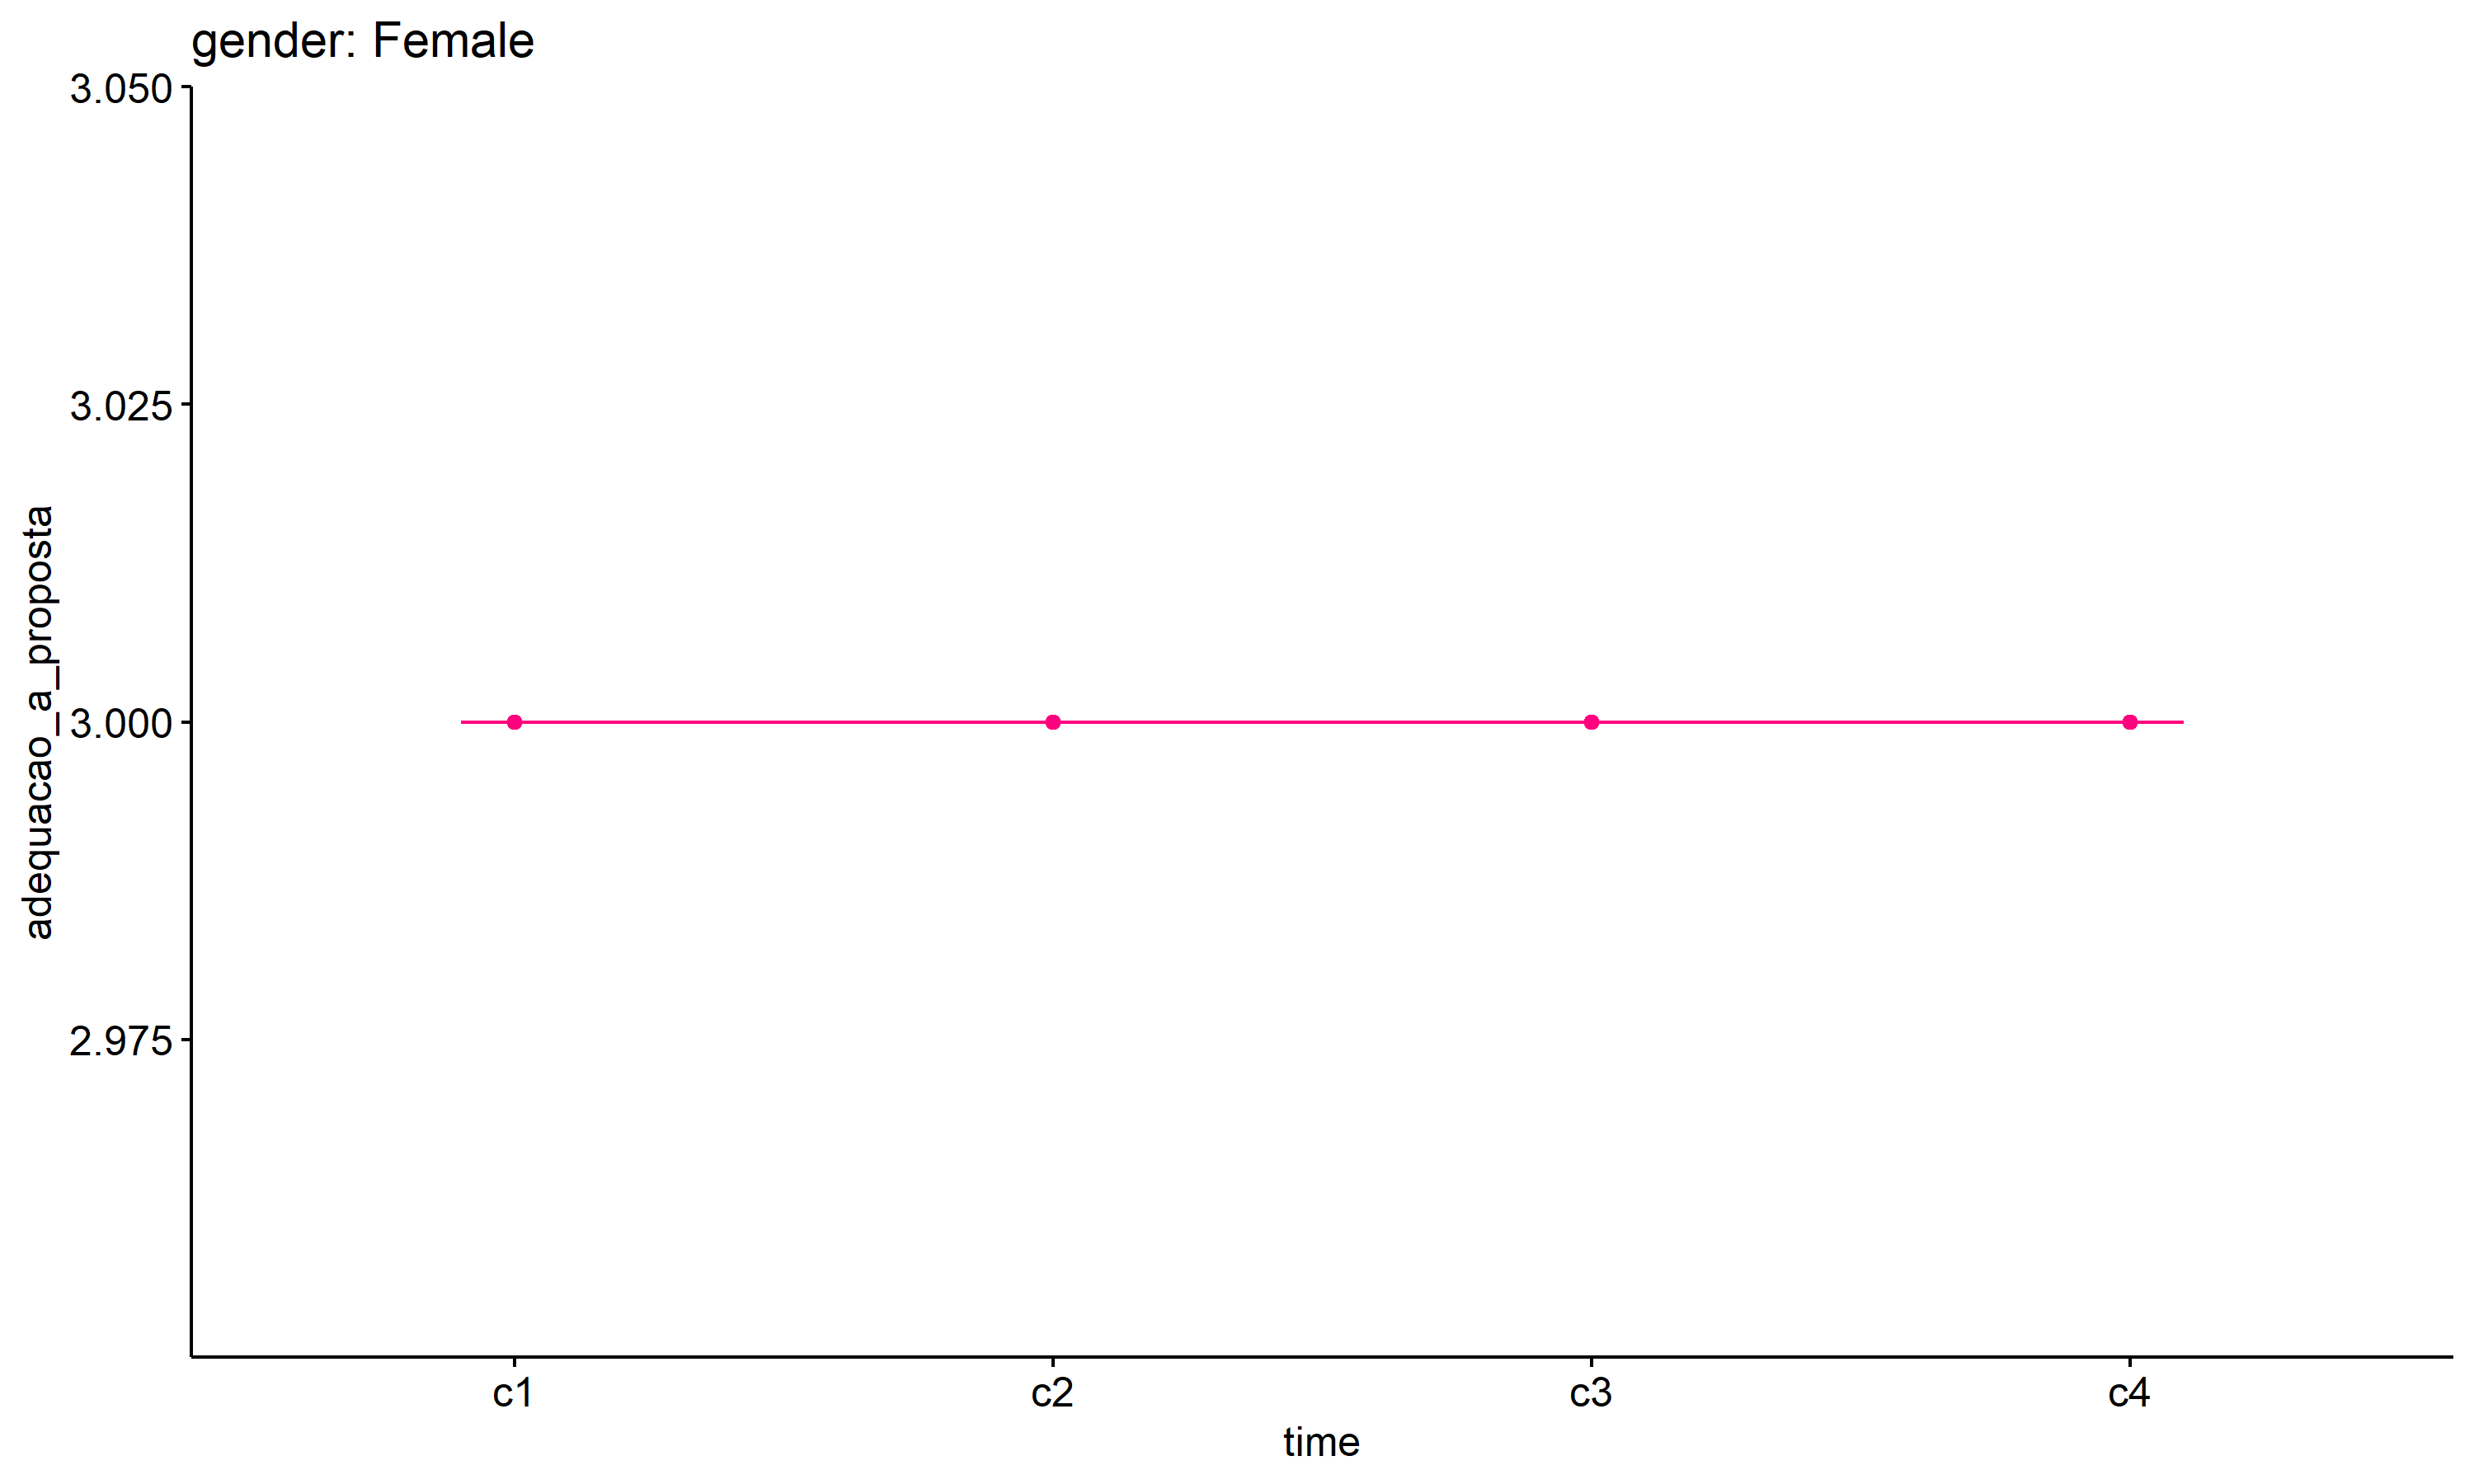 gender: Female
3.050
3.025
3.000
2.975
adequacao_a_proposta
c1 c2 c3 c4
time